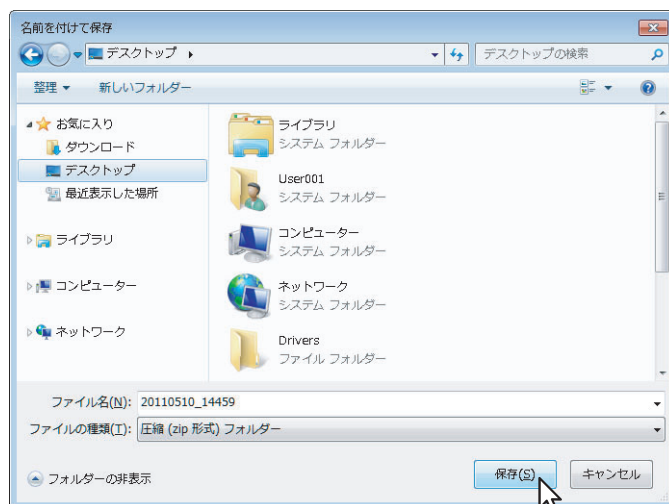 名前を付けて保存
デスクトップ
デスクトップの検索
整理
新しいフォルダー
お気に入り
ダウンロード
デスクトップ
最近表示した場所
ライブラリ
コンピューター
ネットワーク
ライブラリ
システム フォルダー
User001
システム フォルダー
コンピューター
システム フォルダー
ネットワーク
システム フォルダー
Drivers
ファイル フォルダー
ファイル名(N): 20110510_14459
ファイルの種類(T): 圧縮 (zip 形式) フォルダー
フォルダーの非表示
保存(S)
キャンセル